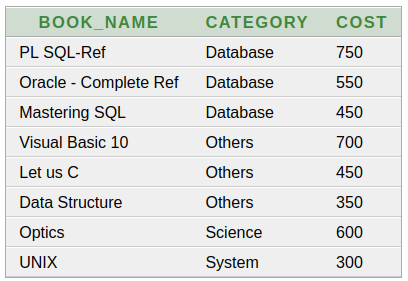 BOOK_NAME CATEGORY COST
PL SQL-Ref Database 750
Oracle - Complete Ref Database 550
Mastering SQL Database 450
Visual Basic 10 Others 700
Let us C Others 450
Data Structure Others 350
Optics Science 600
UNIX System 300